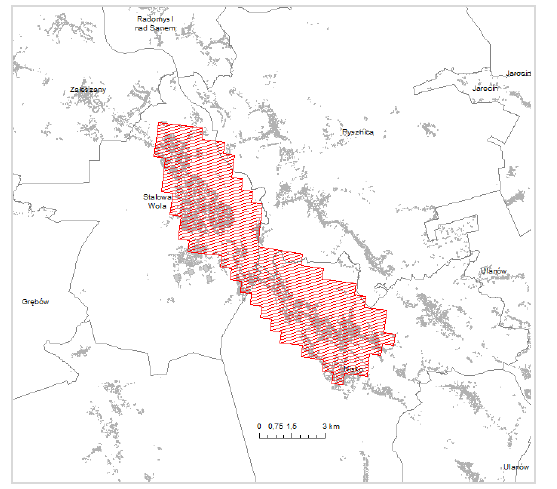 Radomysl
nad Sanem
Zaleszany
Jarocin
Jarocin
Pysznica
Stalowa
Wola
Ulanów
Grębów
Nisko
0 0.75 1.5 3 km
Ulanów